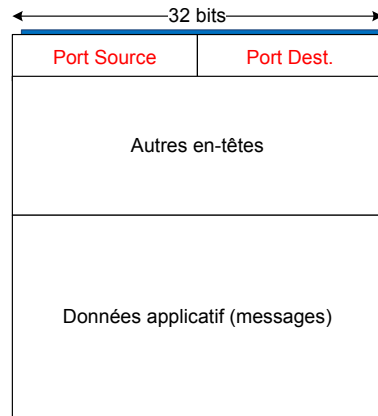 32 bits
Port Source
Port Dest.
Autres en-têtes
Données applicatif (messages)